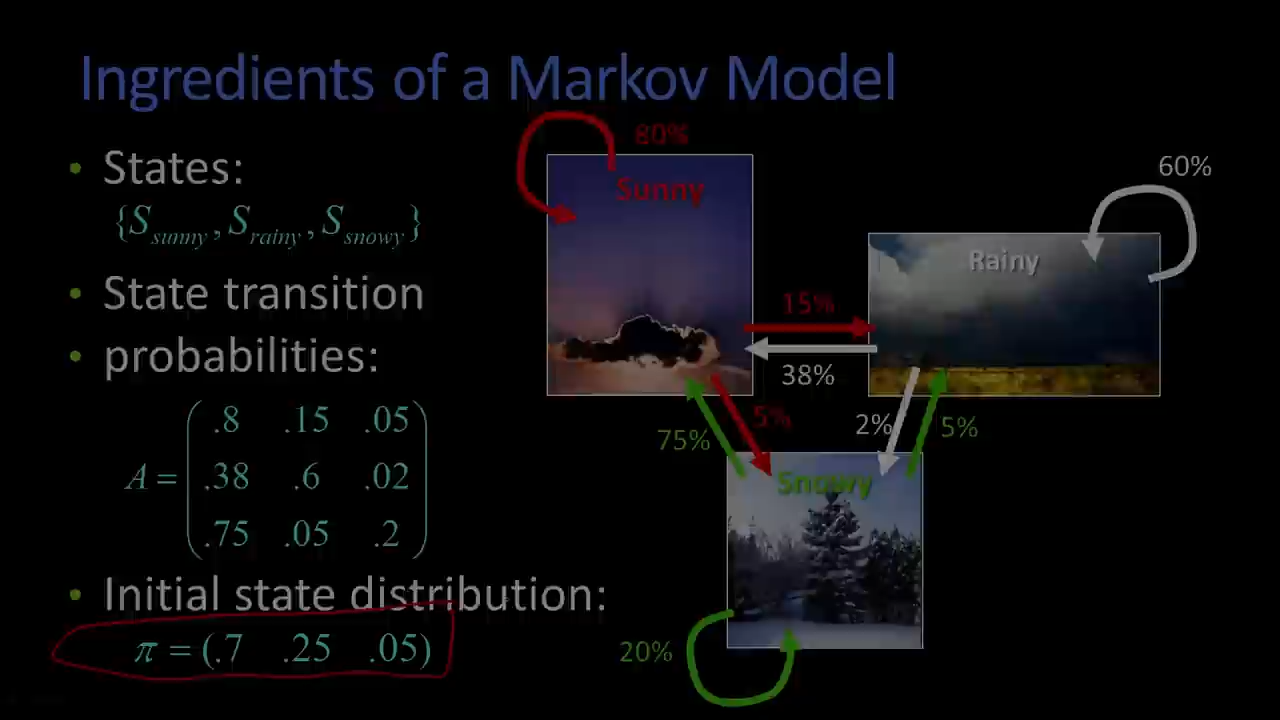 Ingredients of a Markov Model
• States:
{S_sunny, S_rainy, S_snowy}
• State transition
• probabilities:
A = ( .8 .15 .05
.38 .6 .02
.75 .05 .2 )
• Initial state distribution:
π = (.7 .25 .05)
80%
Sunny
60%
Rainy
15%
38%
5%
75%
2%
5%
Snowy
20%